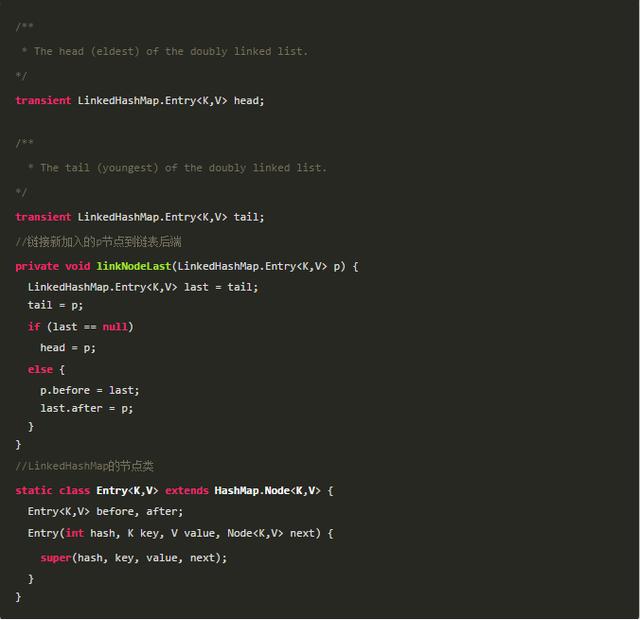 /**
* The head (eldest) of the doubly linked list.
*/
transient LinkedHashMap.Entry<K,V> head;
/**
* The tail (youngest) of the doubly linked list.
*/
transient LinkedHashMap.Entry<K,V> tail;
//链接新加入的p节点到链表后端
private void linkNodeLast(LinkedHashMap.Entry<K,V> p) {
LinkedHashMap.Entry<K,V> last = tail;
tail = p;
if (last == null)
head = p;
else {
p.before = last;
last.after = p;
}
}
//LinkedHashMap的节点类
static class Entry<K,V> extends HashMap.Node<K,V> {
Entry<K,V> before, after;
Entry(int hash, K key, V value, Node<K,V> next) {
super(hash, key, value, next);
}
}